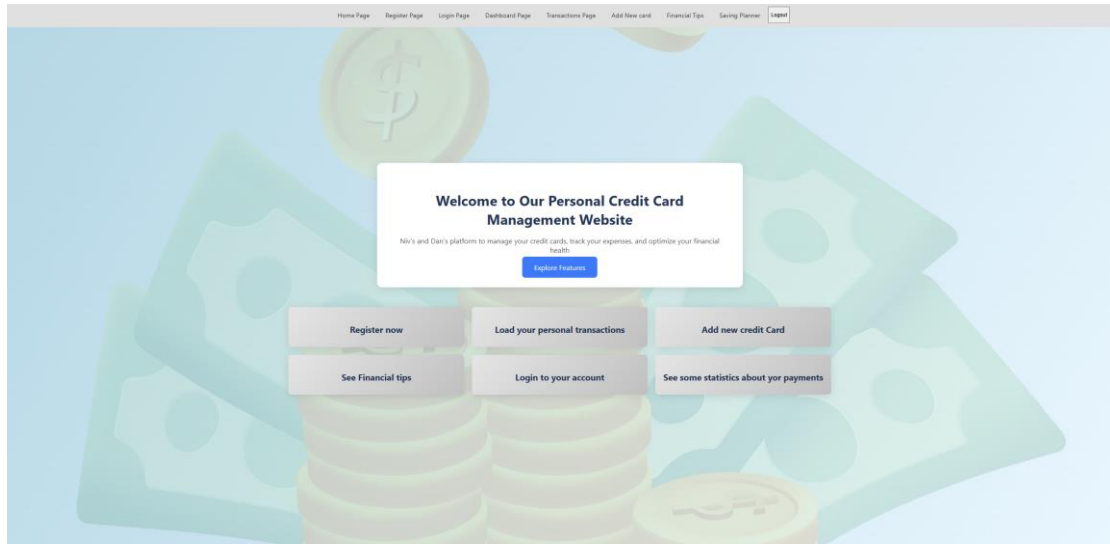 Home Page Register Page Login Page Dashboard Page Transactions Page Add New card Financial Tips Saving Planner Logout
Welcome to Our Personal Credit Card
Management Website
Niv's and Dan's platform to manage your credit cards, track your expenses, and optimize your financial
health
Explore Features
Register now Load your personal transactions Add new credit Card
See Financial tips Login to your account See some statistics about yor payments